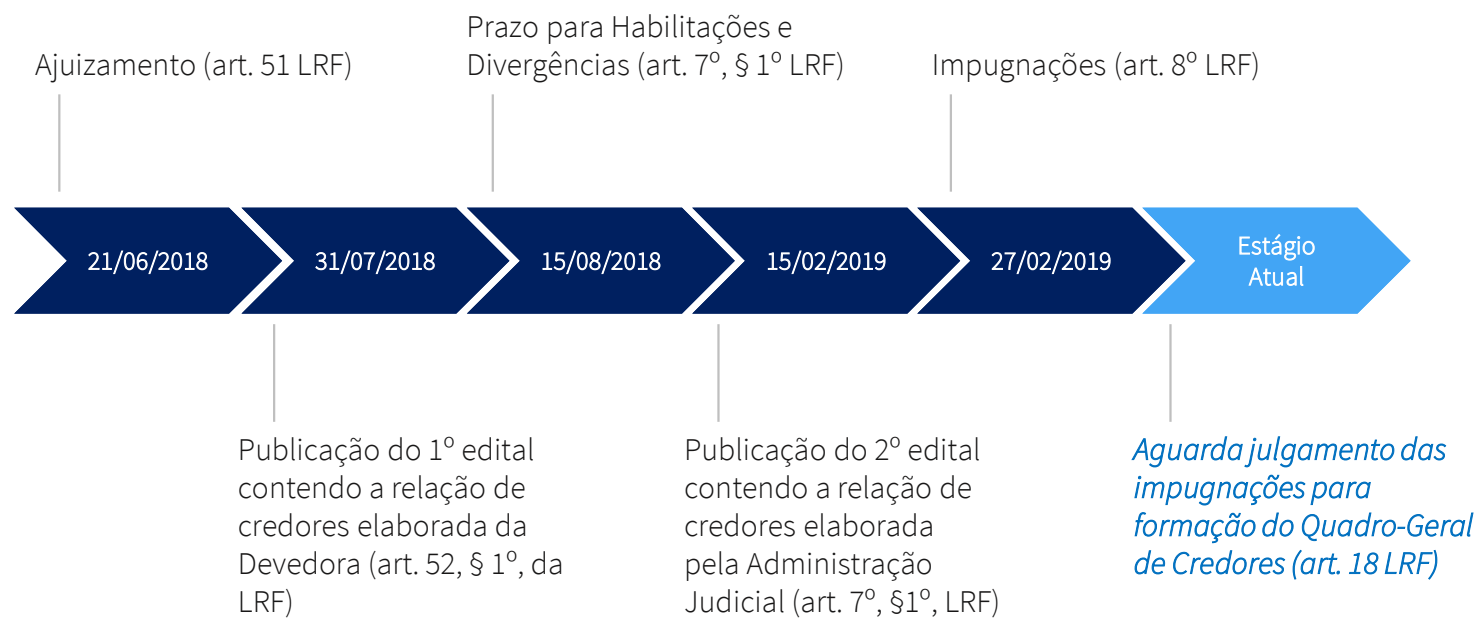 Ajuizamento (art. 51 LRF)
Prazo para Habilitações e
Divergências (art. 7º, § 1º LRF)
Impugnações (art. 8º LRF)
21/06/2018
31/07/2018
15/08/2018
15/02/2019
27/02/2019
Estágio
Atual
Publicação do 1º edital
contendo a relação de
credores elaborada da
Devedora (art. 52, § 1º, da
LRF)
Publicação do 2º edital
contendo a relação de
credores elaborada
pela Administração
Judicial (art. 7º, §1º, LRF)
Aguarda julgamento das
impugnações para
formação do Quadro-Geral
de Credores (art. 18 LRF)